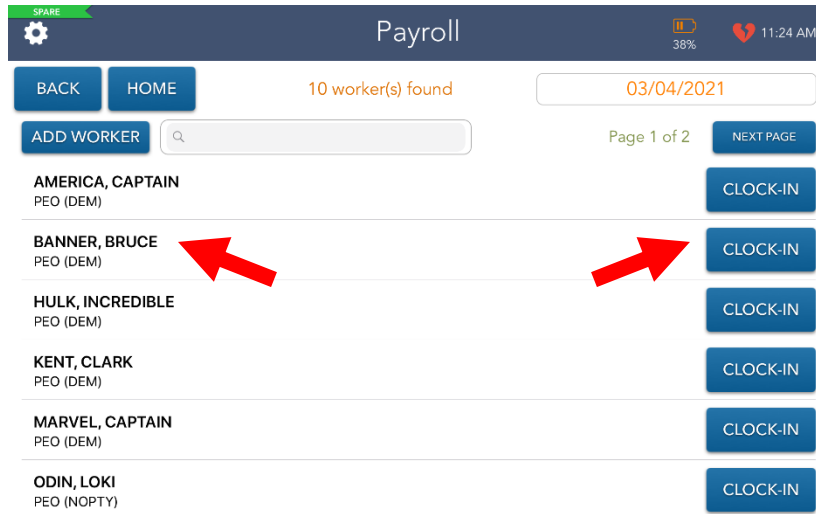 SPARE
Payroll
38%
11:24 AM
BACK
HOME
10 worker(s) found
03/04/2021
ADD WORKER
Page 1 of 2
NEXT PAGE
AMERICA, CAPTAIN
PEO (DEM)
CLOCK-IN
BANNER, BRUCE
PEO (DEM)
CLOCK-IN
HULK, INCREDIBLE
PEO (DEM)
CLOCK-IN
KENT, CLARK
PEO (DEM)
CLOCK-IN
MARVEL, CAPTAIN
PEO (DEM)
CLOCK-IN
ODIN, LOKI
PEO (NOPTY)
CLOCK-IN